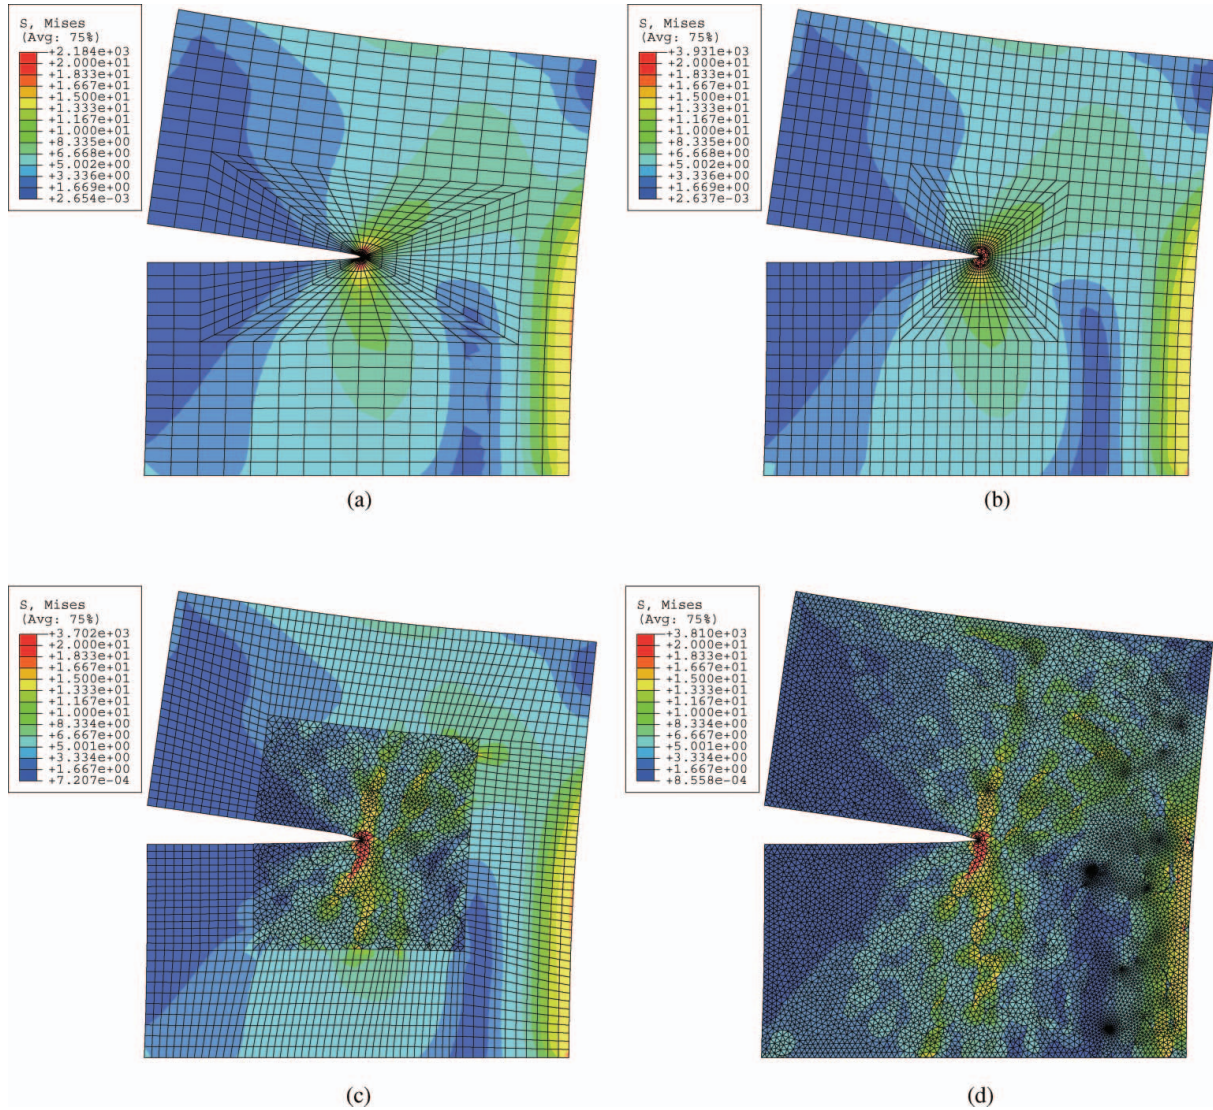 S, Mises
(Avg: 75%)
+2.184e+03
+2.000e+01
+1.833e+01
+1.667e+01
+1.500e+01
+1.333e+01
+1.167e+01
+1.000e+01
+8.335e+00
+6.668e+00
+5.002e+00
+3.336e+00
+1.669e+00
+2.654e-03
(a)
S, Mises
(Avg: 75%)
+3.931e+03
+2.000e+01
+1.833e+01
+1.667e+01
+1.500e+01
+1.333e+01
+1.167e+01
+1.000e+01
+8.335e+00
+6.668e+00
+5.002e+00
+3.336e+00
+1.669e+00
+2.637e-03
(b)
S, Mises
(Avg: 75%)
+3.702e+03
+2.000e+01
+1.833e+01
+1.667e+01
+1.500e+01
+1.333e+01
+1.167e+01
+1.000e+01
+8.334e+00
+6.667e+00
+5.001e+00
+3.334e+00
+1.667e+00
+7.207e-04
(c)
S, Mises
(Avg: 75%)
+3.810e+03
+2.000e+01
+1.833e+01
+1.667e+01
+1.500e+01
+1.333e+01
+1.167e+01
+1.000e+01
+8.334e+00
+6.667e+00
+5.001e+00
+3.334e+00
+1.667e+00
+8.558e-04
(d)